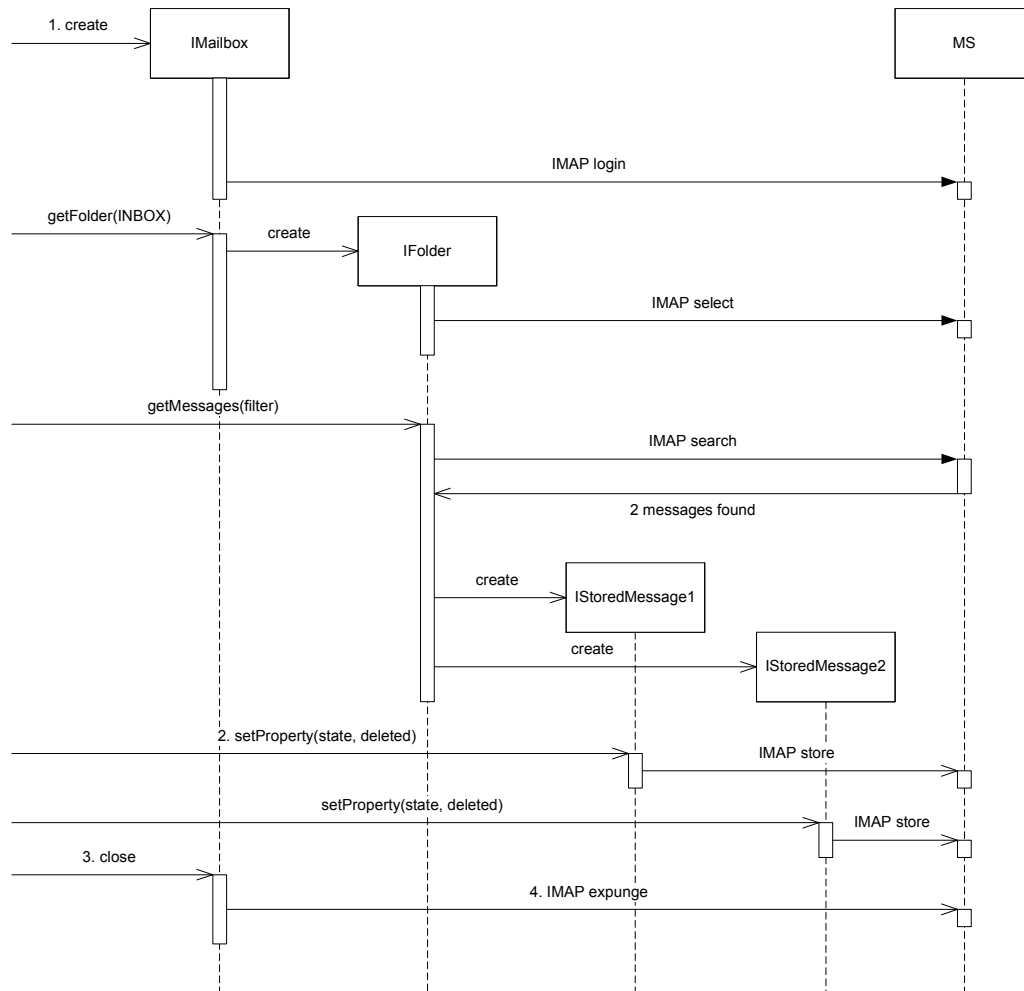 1. create
IMailbox
MS
IMAP login
getFolder(INBOX)
create
IFolder
IMAP select
getMessages(filter)
IMAP search
2 messages found
create
IStoredMessage1
create
IStoredMessage2
2. setProperty(state, deleted)
IMAP store
setProperty(state, deleted)
IMAP store
3. close
4. IMAP expunge